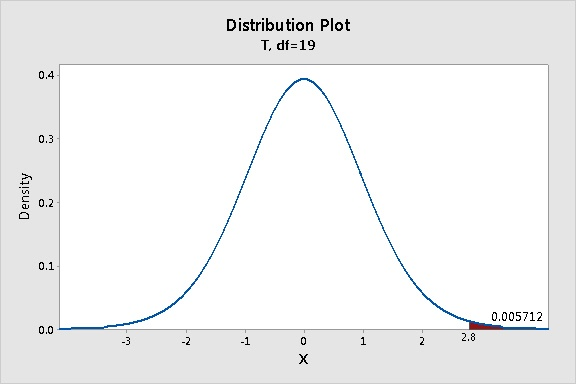 Distribution Plot
T, df=19
0.4
0.3
0.2
0.1
0.0
Density
0.005712
-3 -2 -1 0 1 2 2.8
X